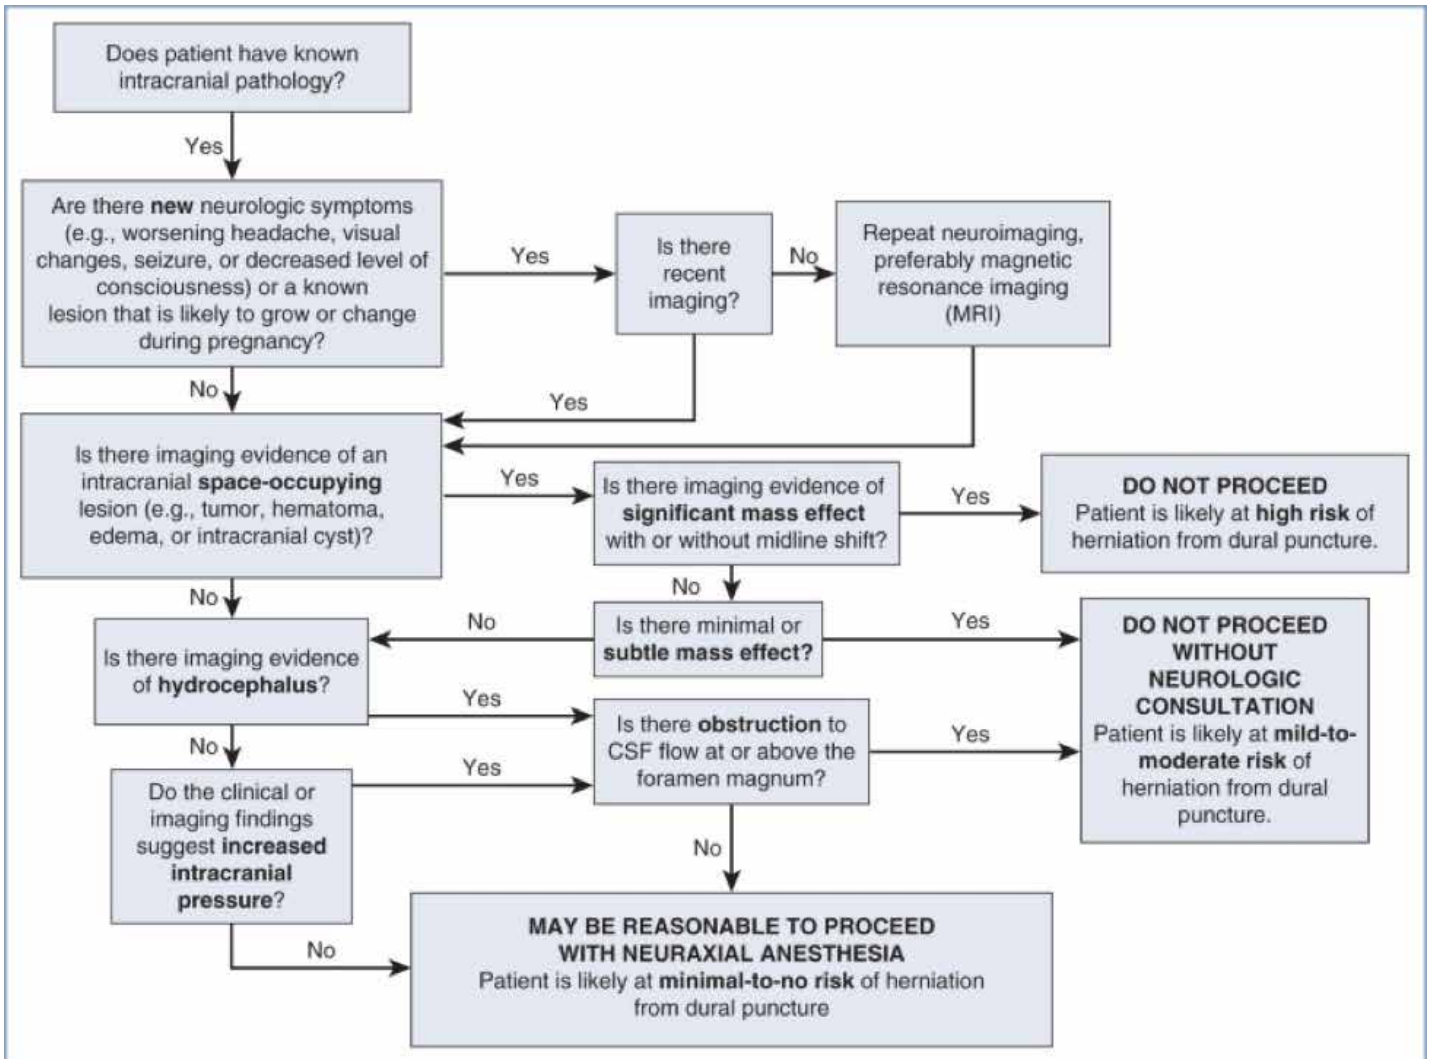 Does patient have known
intracranial pathology?
Yes
Are there new neurologic symptoms
(e.g., worsening headache, visual
changes, seizure, or decreased level of
consciousness) or a known
lesion that is likely to grow or change
during pregnancy?
Yes
Is there
recent
imaging?
No
Repeat neuroimaging,
preferably magnetic
resonance imaging
(MRI)
No
Yes
Is there imaging evidence of an
intracranial space-occupying
lesion (e.g., tumor, hematoma,
edema, or intracranial cyst)?
Yes
Is there imaging evidence of
significant mass effect
with or without midline shift?
Yes
DO NOT PROCEED
Patient is likely at high risk of
herniation from dural puncture.
No
No
Is there minimal or
subtle mass effect?
No
Yes
DO NOT PROCEED
WITHOUT
NEUROLOGIC
CONSULTATION
Patient is likely at mild-to-
moderate risk of
herniation from dural
puncture.
Is there imaging evidence
of hydrocephalus?
Yes
Is there obstruction to
CSF flow at or above the
foramen magnum?
Yes
No
Yes
Do the clinical or
imaging findings
suggest increased
intracranial
pressure?
No
No
MAY BE REASONABLE TO PROCEED
WITH NEURAXIAL ANESTHESIA
Patient is likely at minimal-to-no risk of herniation
from dural puncture